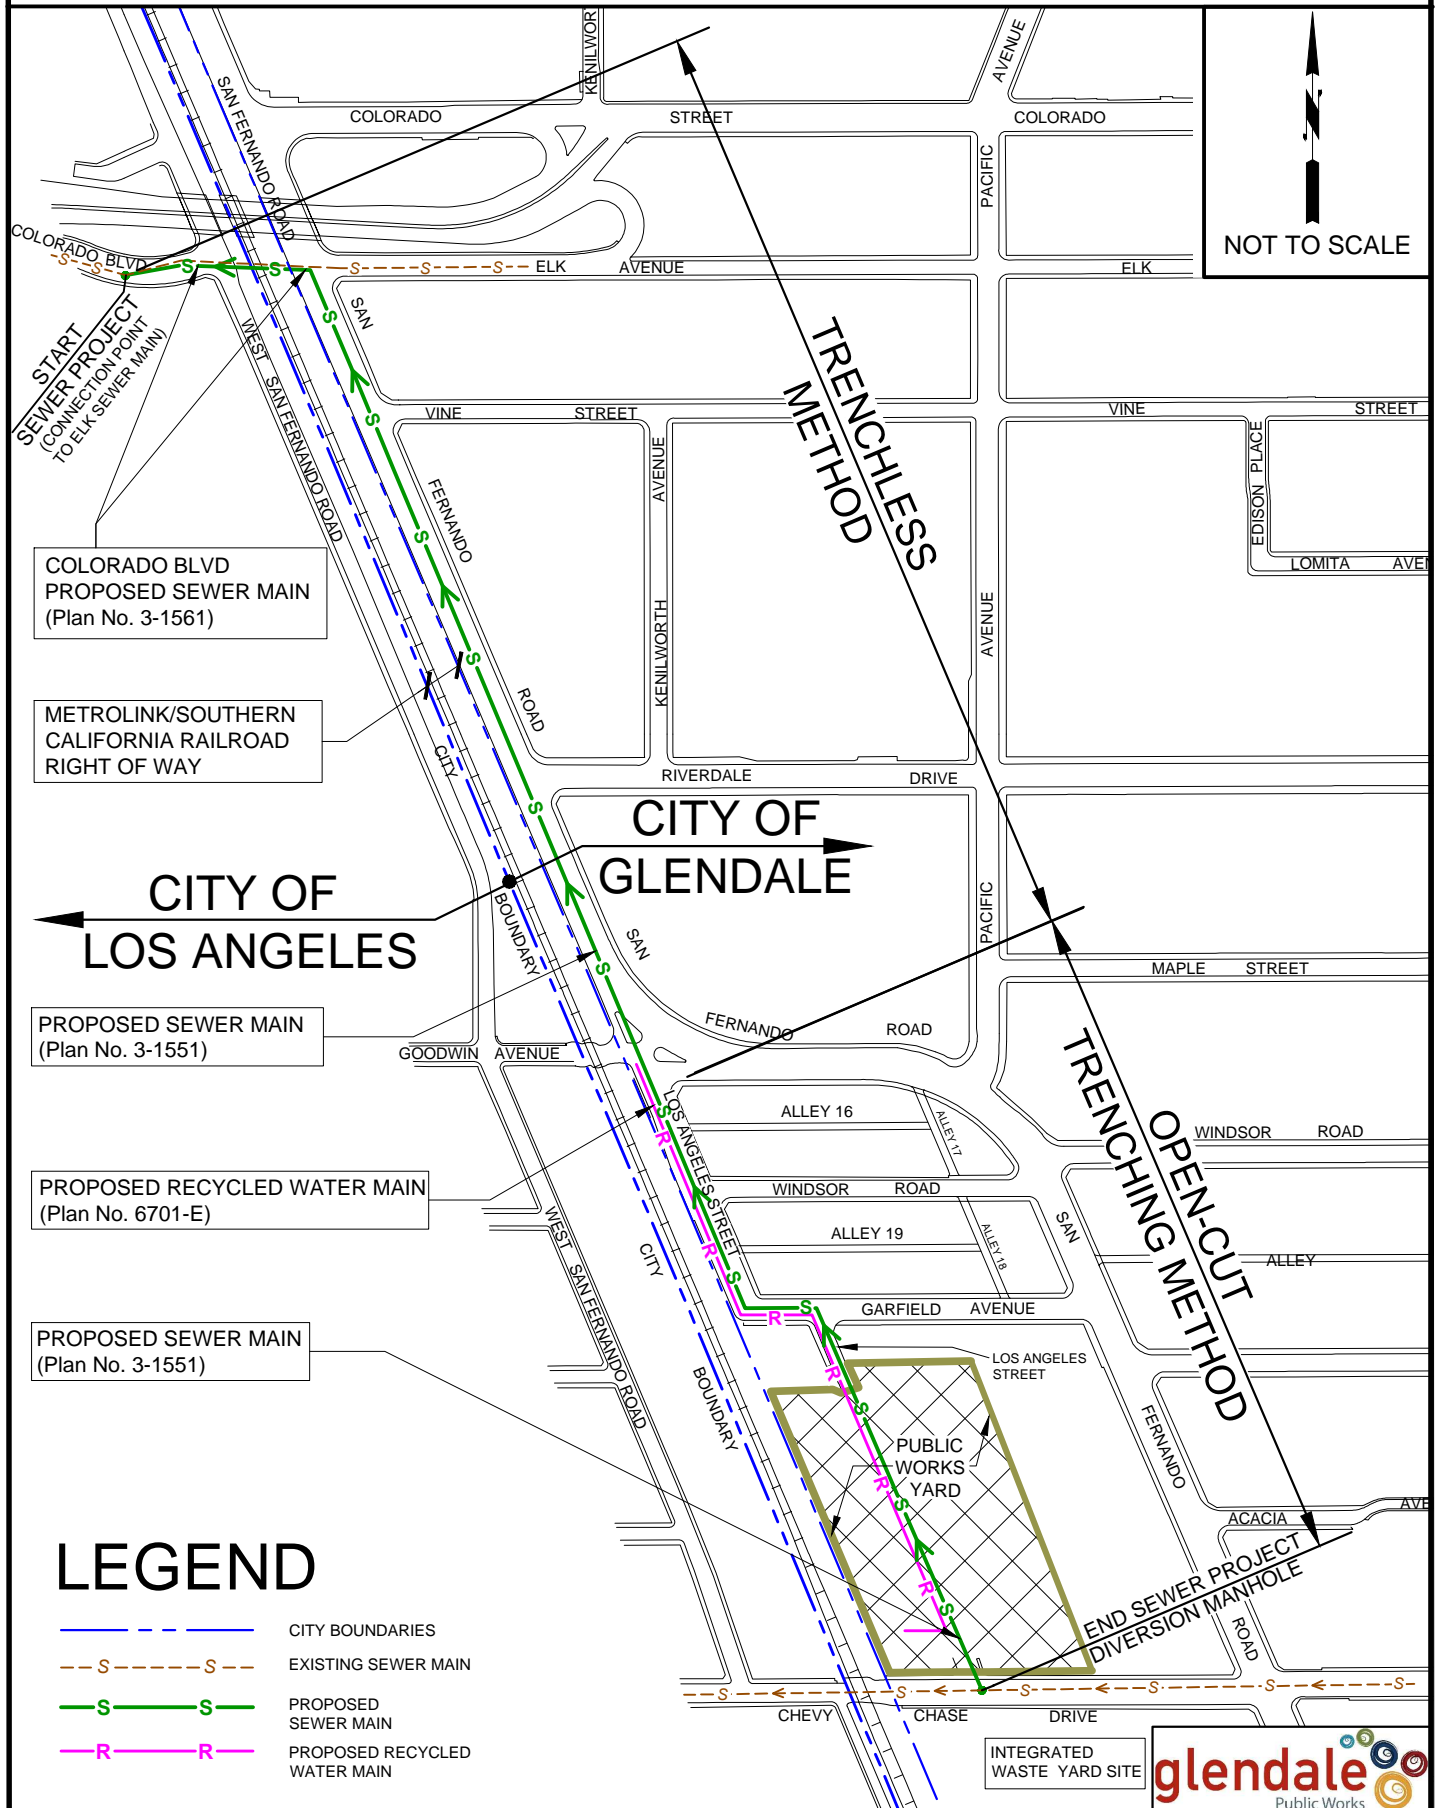 KENILWOR
AVENUE
SAN FERNANDO ROAD
COLORADO
STREET
COLORADO
PACIFIC
N
NOT TO SCALE
COLORADO BLVD
S
S
S
S
S
S
S
ELK
AVENUE
ELK
START
SEWER PROJECT
(CONNECTION POINT
TO ELK SEWER MAIN)
S
SAN
WEST SAN FERNANDO ROAD
TRENCHLESS
METHOD
S
VINE
STREET
VINE
STREET
AVENUE
EDISON PLACE
FERNANDO
S
LOMITA
AVEN
COLORADO BLVD
PROPOSED SEWER MAIN
(Plan No. 3-1561)
KENILWORTH
AVENUE
S
METROLINK/SOUTHERN
CALIFORNIA RAILROAD
RIGHT OF WAY
ROAD
CITY
RIVERDALE
DRIVE
S
CITY OF
GLENDALE
CITY OF
LOS ANGELES
BOUNDARY
PACIFIC
SAN
S
MAPLE
STREET
PROPOSED SEWER MAIN
(Plan No. 3-1551)
FERNANDO
ROAD
GOODWIN
AVENUE
OPEN-CUT
TRENCHING METHOD
LOS ANGELES STREET
S
R
ALLEY 16
ALLEY 17
WINDSOR
ROAD
PROPOSED RECYCLED WATER MAIN
(Plan No. 6701-E)
WINDSOR
ROAD
WEST SAN FERNANDO ROAD
SAN
ALLEY 19
ALLEY 18
CITY
R
ALLEY
S
GARFIELD
AVENUE
S
R
PROPOSED SEWER MAIN
(Plan No. 3-1551)
LOS ANGELES
STREET
R
BOUNDARY
S
FERNANDO
PUBLIC
WORKS
YARD
R
S
ACACIA
AVE
LEGEND
R
S
END SEWER PROJECT
DIVERSION MANHOLE
ROAD
CITY BOUNDARIES
S
S
EXISTING SEWER MAIN
S
S
S
S
S
S
S
CHEVY
CHASE
DRIVE
S
S
PROPOSED
SEWER MAIN
R
R
PROPOSED RECYCLED
WATER MAIN
INTEGRATED
WASTE YARD SITE
glendale
Public Works